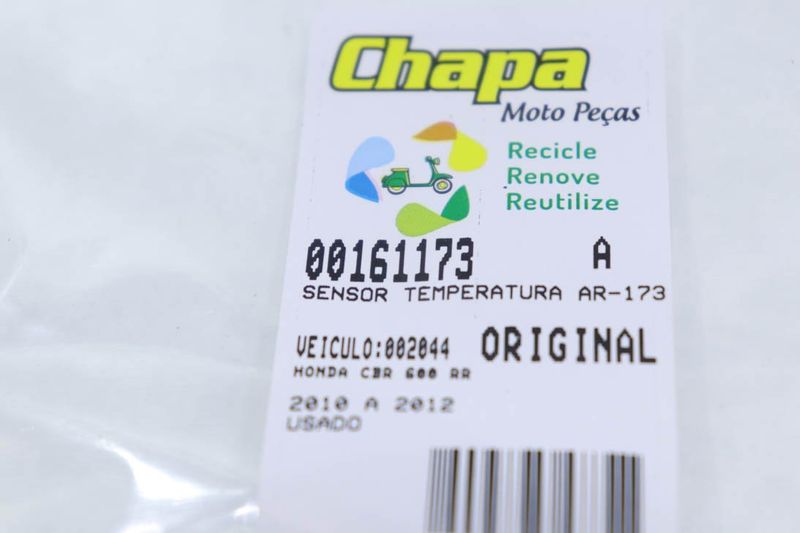 Chapa
Moto Peças
Recicle
Renove
Reutilize
00161173 A
SENSOR TEMPERATURA AR-173
VEICULO:002044 ORIGINAL
HONDA CBR 600 RR
2010 A 2012
USADO